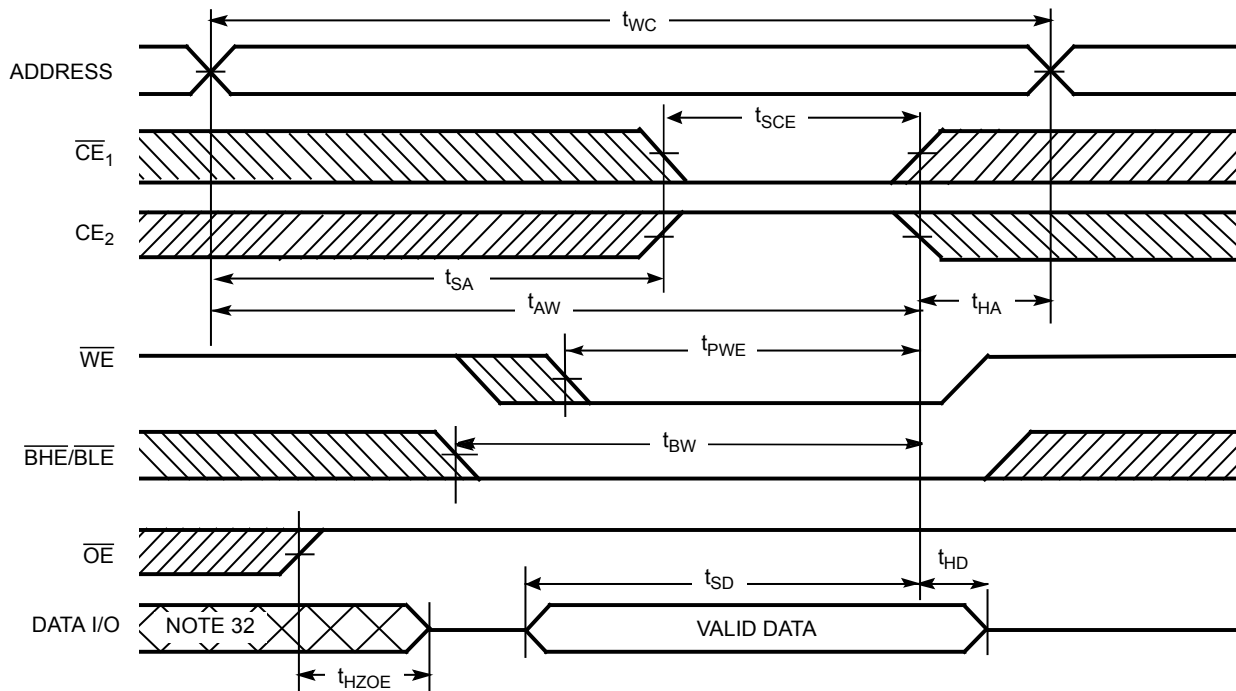 tWC
ADDRESS
tSCE
CE1
CE2
tSA
tAW
tHA
WE
tPWE
BHE/BLE
tBW
OE
tHD
tSD
DATA I/O
NOTE 32
VALID DATA
tHZOE